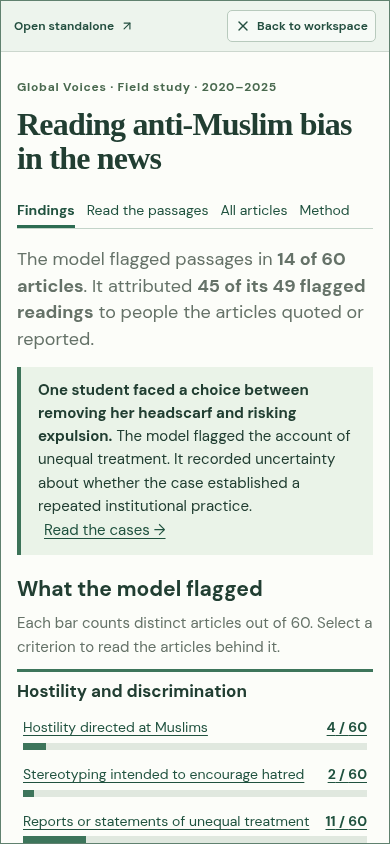 Open standalone ↗
× Back to workspace
Global Voices · Field study · 2020–2025
Reading anti-Muslim bias
in the news
Findings Read the passages All articles Method
The model flagged passages in 14 of 60
articles. It attributed 45 of its 49 flagged
readings to people the articles quoted or
reported.
One student faced a choice between
removing her headscarf and risking
expulsion. The model flagged the account of
unequal treatment. It recorded uncertainty
about whether the case established a
repeated institutional practice.
Read the cases →
What the model flagged
Each bar counts distinct articles out of 60. Select a
criterion to read the articles behind it.
Hostility and discrimination
Hostility directed at Muslims 4 / 60
Stereotyping intended to encourage hatred 2 / 60
Reports or statements of unequal treatment 11 / 60